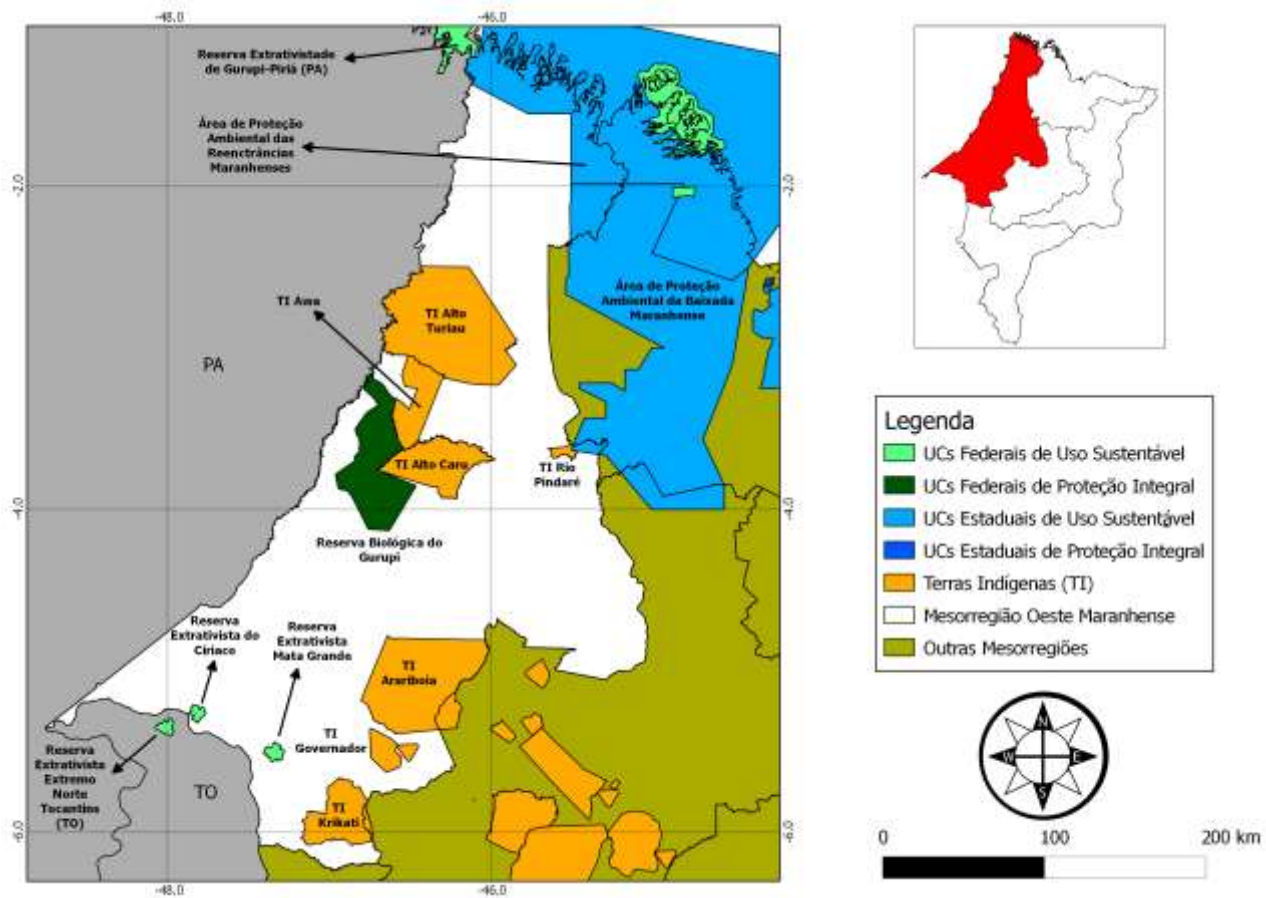 -48.0
-46.0
Reserva Extrativistade
de Gurupi-Piriá (PA)
Área de Proteção
Ambiental das
Reenctrâncias
Maranhenses
-2.0
-2.0
TI Awa
TI Alto
Turiau
Área de Proteção
Ambiental da Baixada
Maranhense
PA
TI Alto Caru
TI Rio
Pindaré
-4.0
-4.0
Reserva Biológica do
Gurupi
Reserva
Extrativista do
Ciriaco
Reserva
Extrativista
Mata Grande
TI
Arariboia
TI
Governador
Reserva
Extrativista
Extremo
Norte
Tocantins
(TO)
TO
TI
Krikati
-6.0
-6.0
-48.0
-46.0
Legenda
UCs Federais de Uso Sustentável
UCs Federais de Proteção Integral
UCs Estaduais de Uso Sustentável
UCs Estaduais de Proteção Integral
Terras Indígenas (TI)
Mesorregião Oeste Maranhense
Outras Mesorregiões
N
W
E
S
0
100
200 km